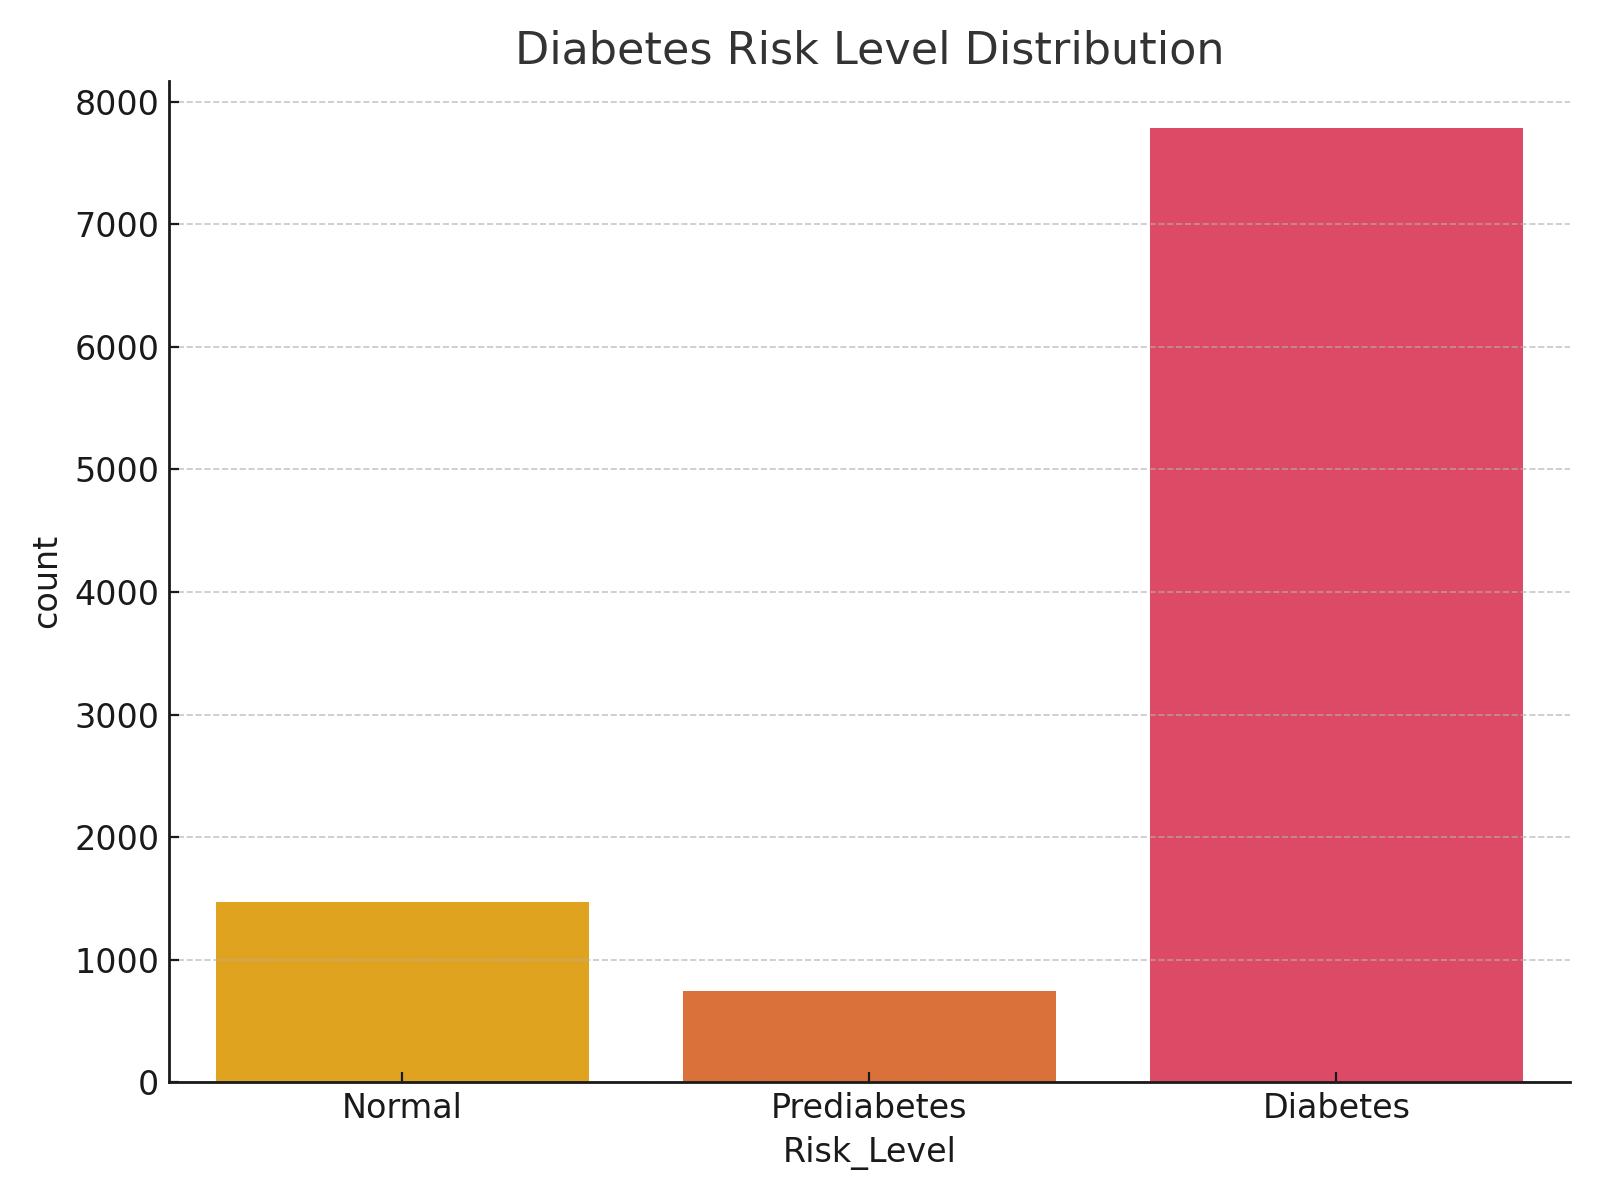 Diabetes Risk Level Distribution
8000
7000
6000
5000
4000
3000
2000
1000
0
count
Normal Prediabetes Diabetes
Risk_Level